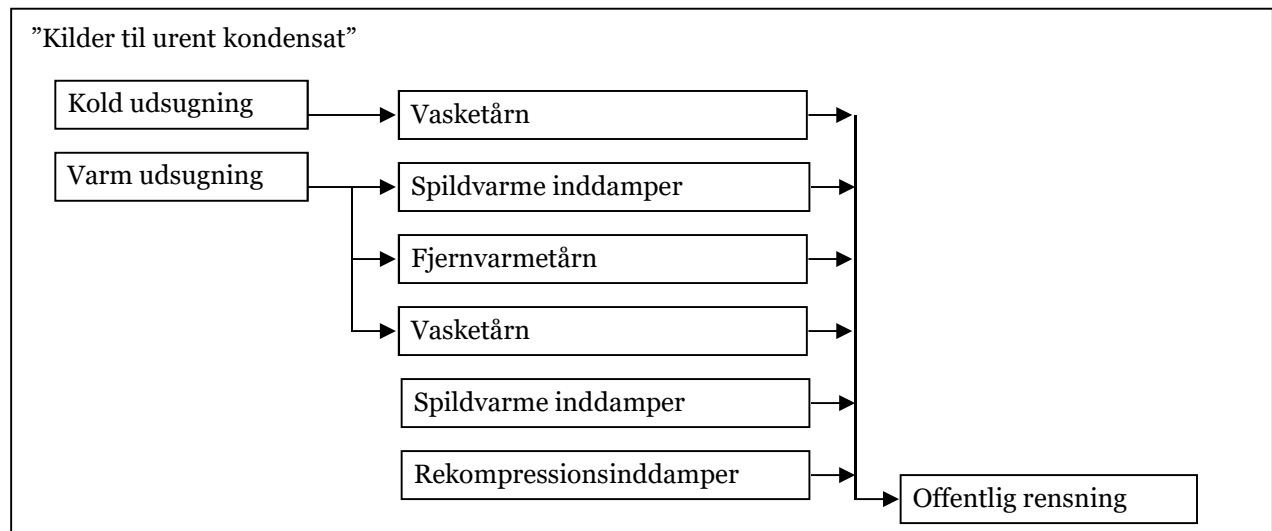 ”Kilder til urent kondensat”
Kold udsugning
Vasketårn
Varm udsugning
Spildvarme inddamper
Fjernvarmetårn
Vasketårn
Spildvarme inddamper
Rekompressionsinddamper
Offentlig rensning